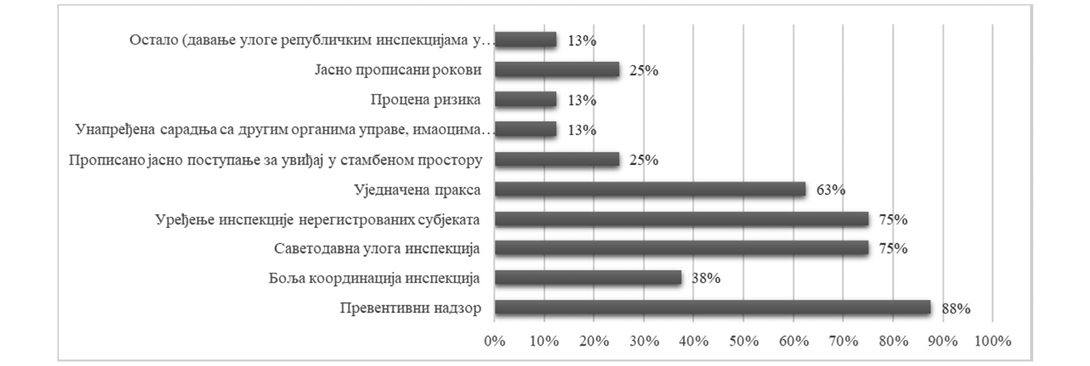 Остало (давање улоге републичким инспекцијама у… 13%
Јасно прописани рокови 25%
Процена ризика 13%
Унапређена сарадња са другим органима управе, имаоцима… 13%
Прописано јасно поступање за увиђај у стамбеном простору 25%
Уједначена пракса 63%
Уређење инспекције нерегистрованих субјеката 75%
Саветодавна улога инспекција 75%
Боља координација инспекција 38%
Превентивни надзор 88%
0% 10% 20% 30% 40% 50% 60% 70% 80% 90% 100%